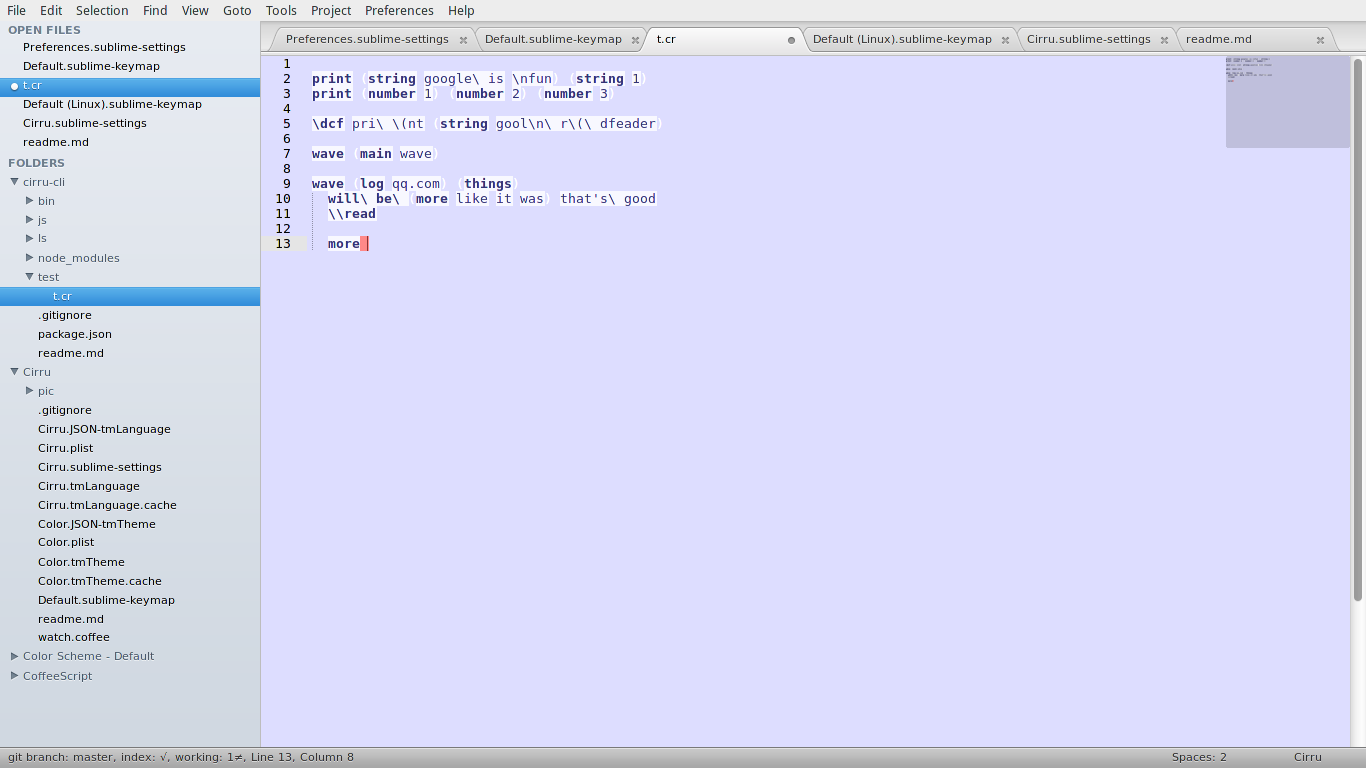 File Edit Selection Find View Goto Tools Project Preferences Help
OPEN FILES
Preferences.sublime-settings
Default.sublime-keymap
t.cr
Default (Linux).sublime-keymap
Cirru.sublime-settings
readme.md
FOLDERS
cirru-cli
bin
js
ls
node_modules
test
t.cr
.gitignore
package.json
readme.md
Cirru
pic
.gitignore
Cirru.JSON-tmLanguage
Cirru.plist
Cirru.sublime-settings
Cirru.tmLanguage
Cirru.tmLanguage.cache
Color.JSON-tmTheme
Color.plist
Color.tmTheme
Color.tmTheme.cache
Default.sublime-keymap
readme.md
watch.coffee
Color Scheme - Default
CoffeeScript
Preferences.sublime-settings Default.sublime-keymap t.cr Default (Linux).sublime-keymap Cirru.sublime-settings readme.md
1
2 print (string google\ is \nfun) (string 1)
3 print (number 1) (number 2) (number 3)
4
5 \dcf pri\ \(nt (string gool\n\ r\(\ dfeader)
6
7 wave (main wave)
8
9 wave (log qq.com) (things)
10 will\ be\ (more like it was) that's\ good
11 \\read
12
13 more
git branch: master, index: √, working: 1≠, Line 13, Column 8 Spaces: 2 Cirru